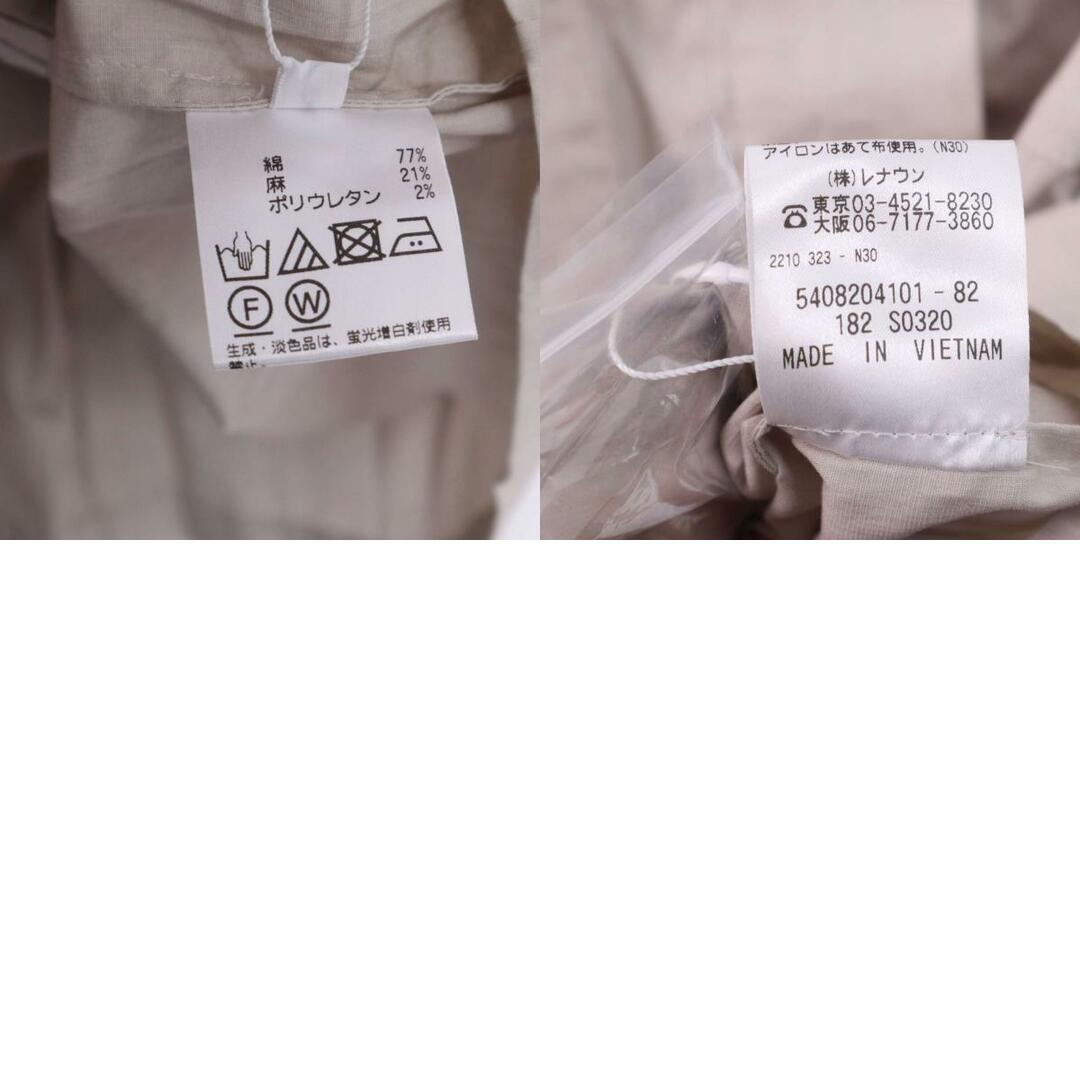 綿 77%
麻 21%
ポリウレタン 2%
F W
生成・淡色品は、蛍光増白剤使用
禁止。
アイロンはあて布使用。(N30)
(株)レナウン
東京03-4521-8230
大阪06-7177-3860
2210 323 - N30
5408204101 - 82
182 S0320
MADE IN VIETNAM